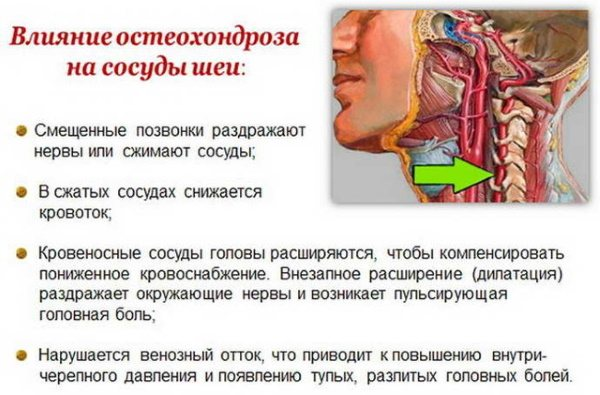 Влияние остеохондроза
на сосуды шеи:
Смещенные позвонки раздражают
нервы или сжимают сосуды;
В сжатых сосудах снижается
кровоток;
Кровеносные сосуды головы расширяются, чтобы компенсировать
пониженное кровоснабжение. Внезапное расширение (дилатация)
раздражает окружающие нервы и возникает пульсирующая
головная боль;
Нарушается венозный отток, что приводит к повышению внутри-
черепного давления и появлению тупых, разлитых головных болей.